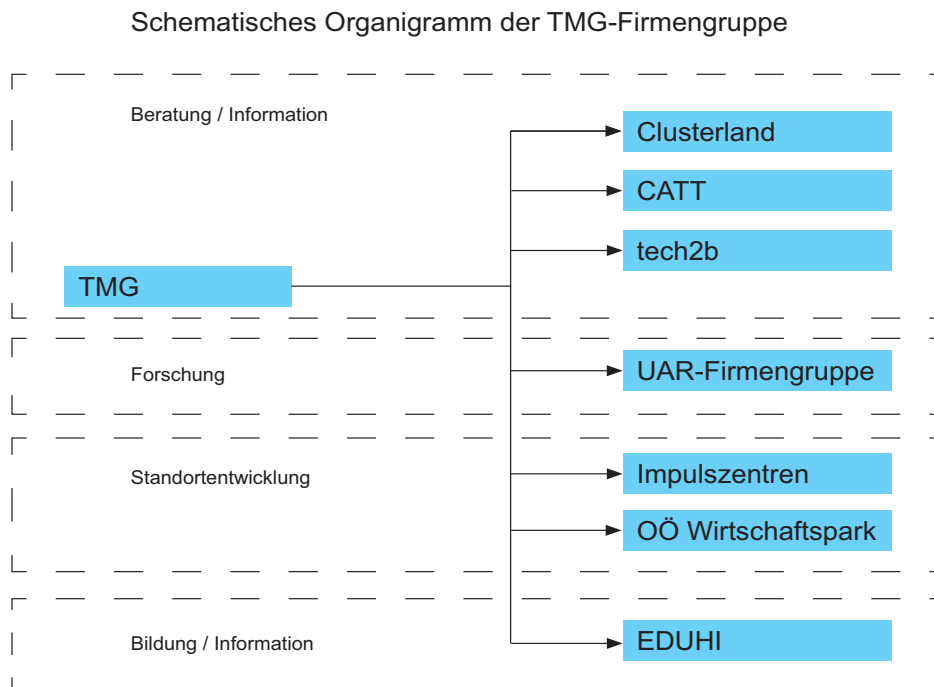 Schematisches Organigramm der TMG-Firmengruppe
Beratung / Information
Clusterland
CATT
tech2b
TMG
Forschung
UAR-Firmengruppe
Standortentwicklung
Impulszentren
OÖ Wirtschaftspark
Bildung / Information
EDUHI